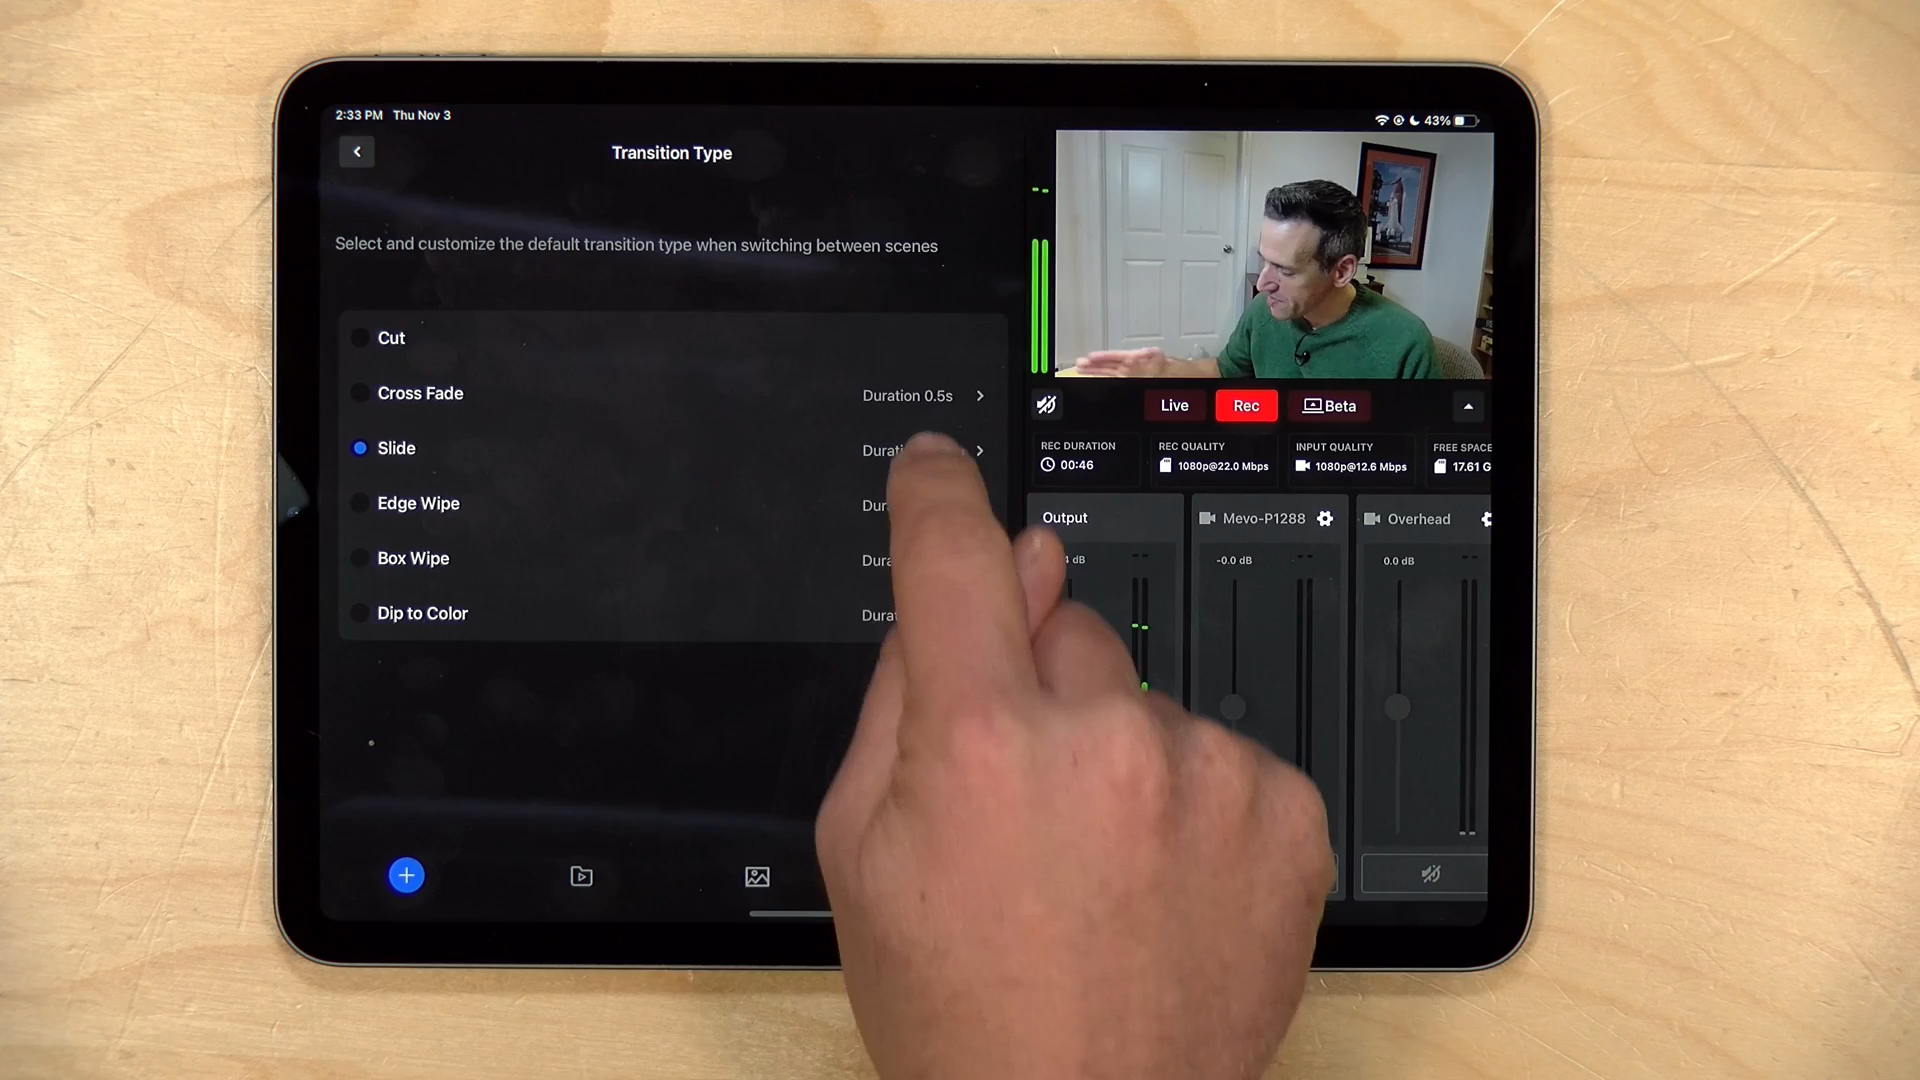 2:33 PM Thu Nov 3
43%
Transition Type
Select and customize the default transition type when switching between scenes
Cut
Cross Fade
Duration 0.5s
Slide
Edge Wipe
Box Wipe
Dip to Color
Live
Rec
Beta
REC DURATION
00:46
REC QUALITY
1080p@22.0 Mbps
INPUT QUALITY
1080p@12.6 Mbps
FREE SPACE
17.61 G
Output
Mevo-P1288
Overhead
dB
-0.0 dB
0.0 dB